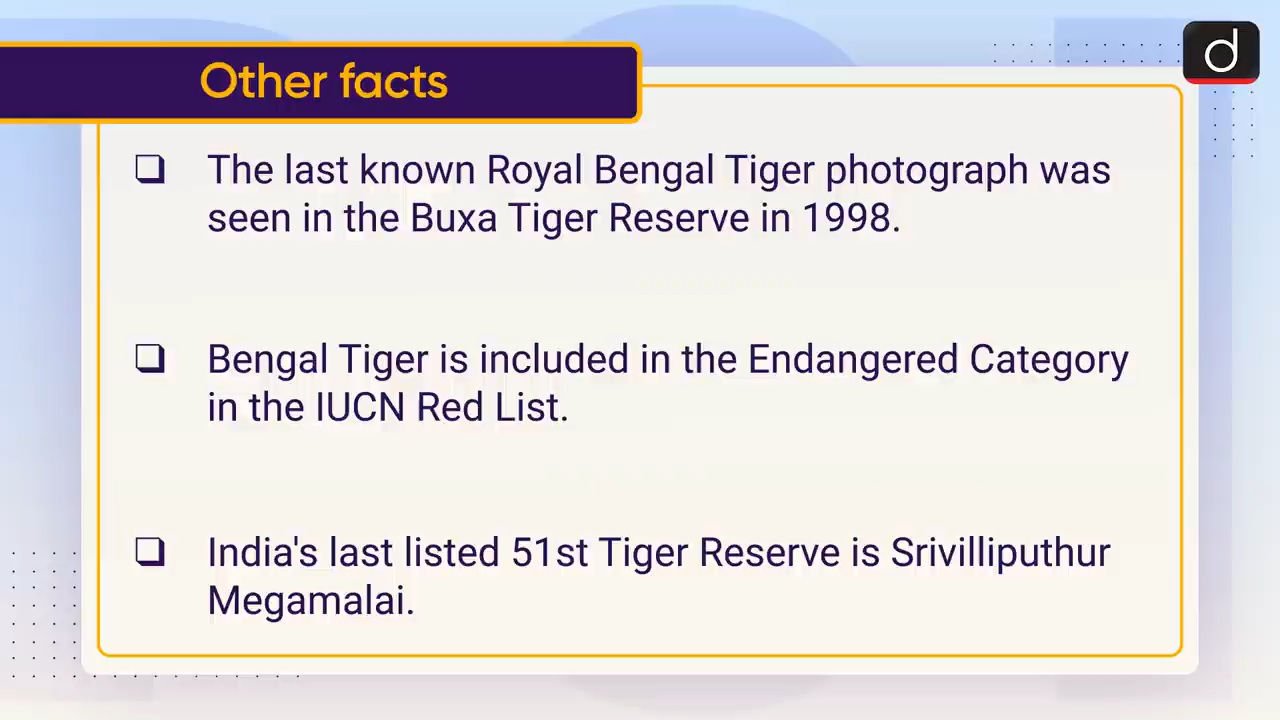 Other facts
d
❑ The last known Royal Bengal Tiger photograph was
seen in the Buxa Tiger Reserve in 1998.
❑ Bengal Tiger is included in the Endangered Category
in the IUCN Red List.
❑ India's last listed 51st Tiger Reserve is Srivilliputhur
Megamalai.